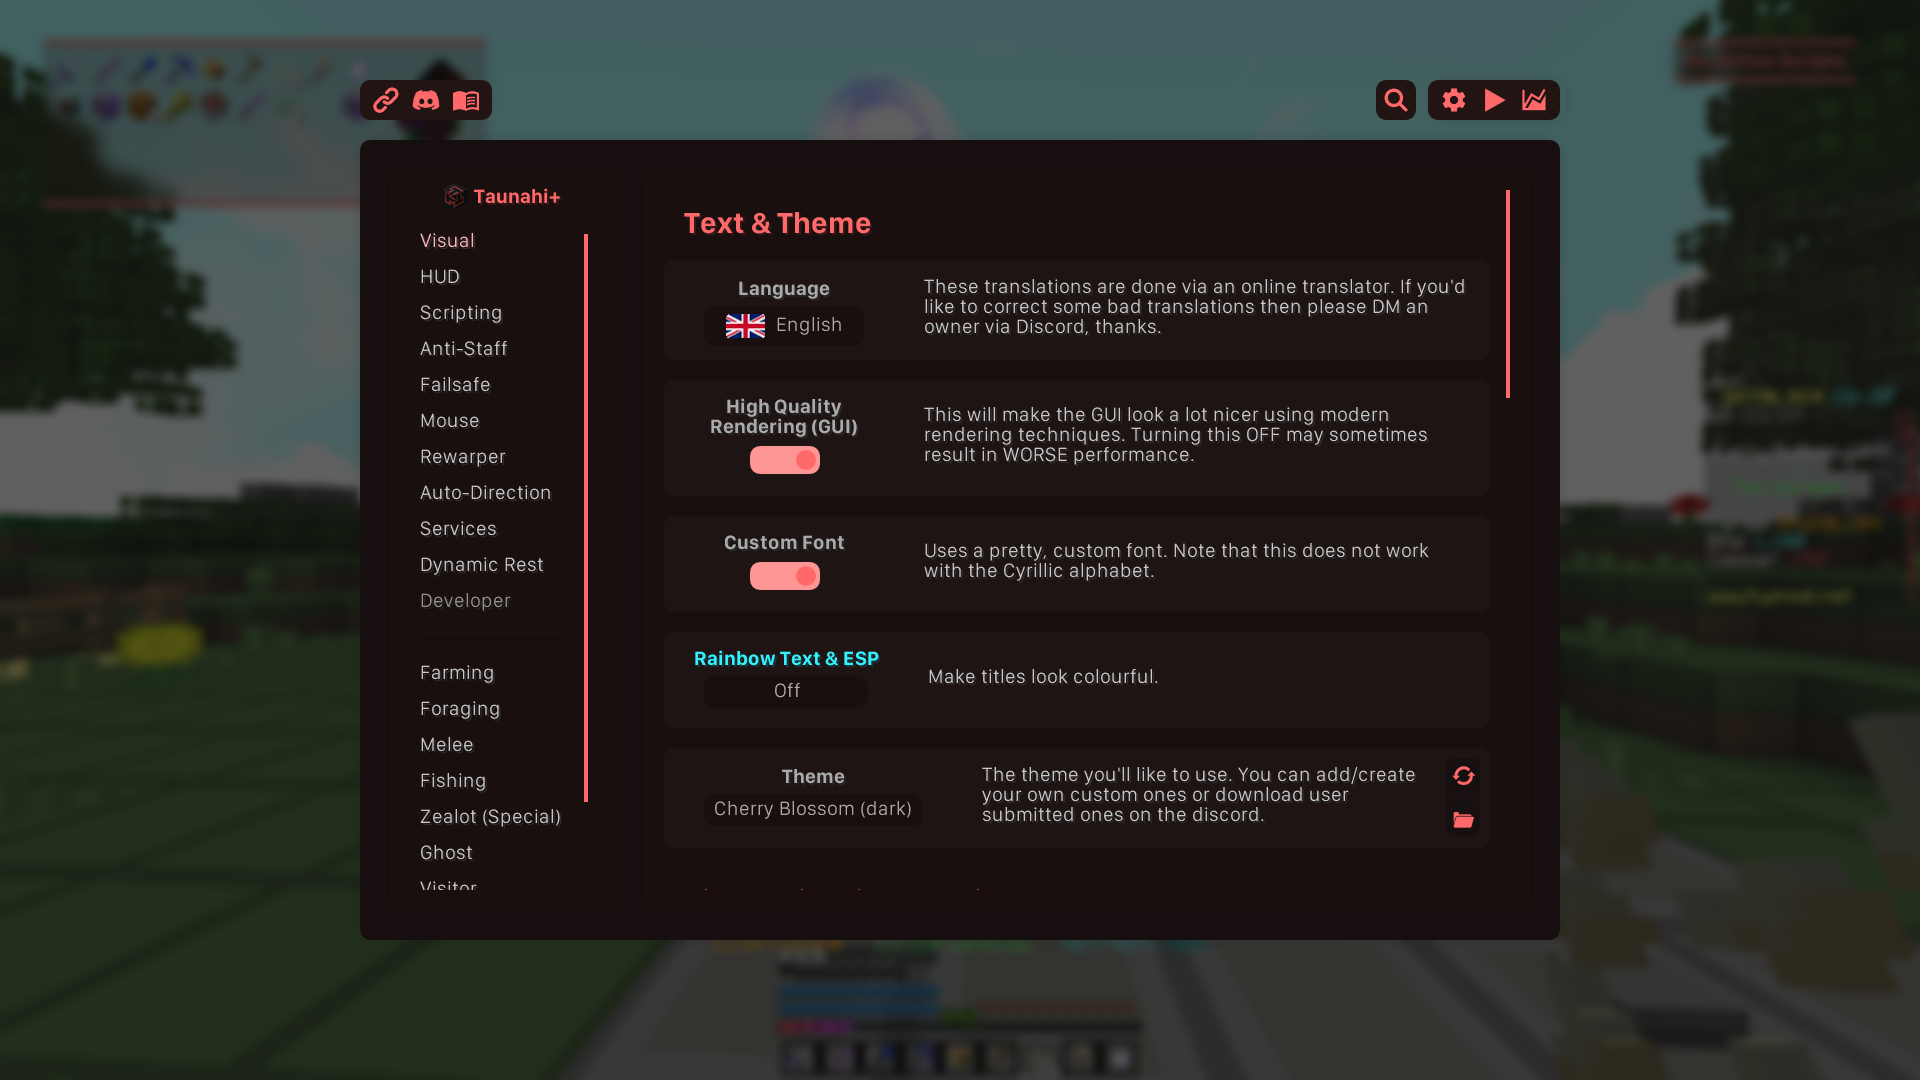 Taunahi+
Visual
HUD
Scripting
Anti-Staff
Failsafe
Mouse
Rewarper
Auto-Direction
Services
Dynamic Rest
Developer
Farming
Foraging
Melee
Fishing
Zealot (Special)
Ghost
Visitor
Text & Theme
Language
English
These translations are done via an online translator. If you'd
like to correct some bad translations then please DM an
owner via Discord, thanks.
High Quality
Rendering (GUI)
This will make the GUI look a lot nicer using modern
rendering techniques. Turning this OFF may sometimes
result in WORSE performance.
Custom Font
Uses a pretty, custom font. Note that this does not work
with the Cyrillic alphabet.
Rainbow Text & ESP
Off
Make titles look colourful.
Theme
Cherry Blossom (dark)
The theme you'll like to use. You can add/create
your own custom ones or download user
submitted ones on the discord.